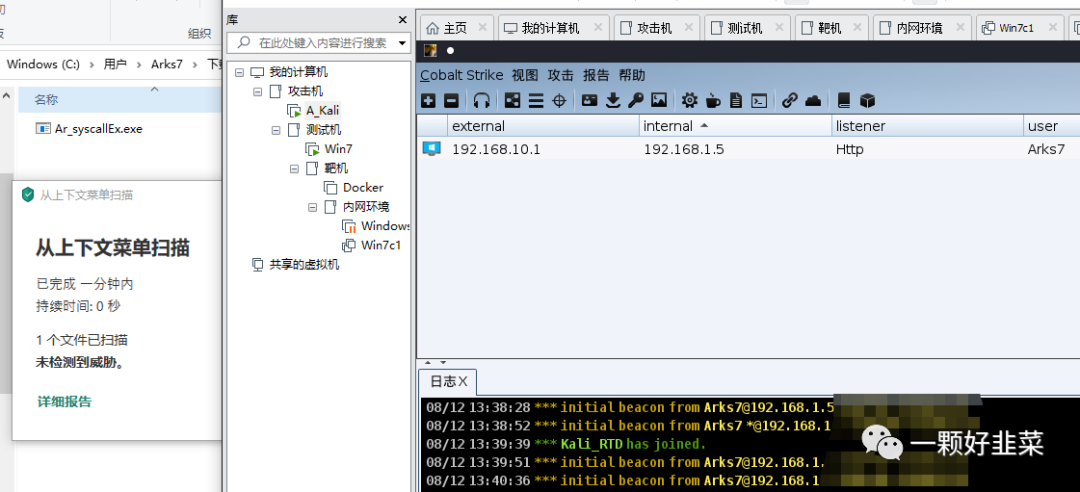 组织
Windows (C:) › 用户 › Arks7 ›
名称
Ar_syscallEx.exe
从上下文菜单扫描
从上下文菜单扫描
已完成 一分钟内
持续时间: 0 秒
1 个文件已扫描
未检测到威胁。
详细报告
库
在此处键入内容进行搜索
我的计算机
攻击机
A_Kali
测试机
Win7
靶机
Docker
内网环境
Windows
Win7c1
共享的虚拟机
主页 我的计算机 攻击机 测试机 靶机 内网环境 Win7c1
Cobalt Strike 视图 攻击 报告 帮助
external internal listener user
192.168.10.1 192.168.1.5 Http Arks7
日志 X
08/12 13:38:28 *** initial beacon from Arks7@192.168.1.5
08/12 13:38:52 *** initial beacon from Arks7 *@192.168.1
08/12 13:39:39 *** Kali_RTD has joined.
08/12 13:39:51 *** initial beacon from Arks7@192.168.1.
08/12 13:40:36 *** initial beacon from Arks7@192.168.1
一颗好韭菜